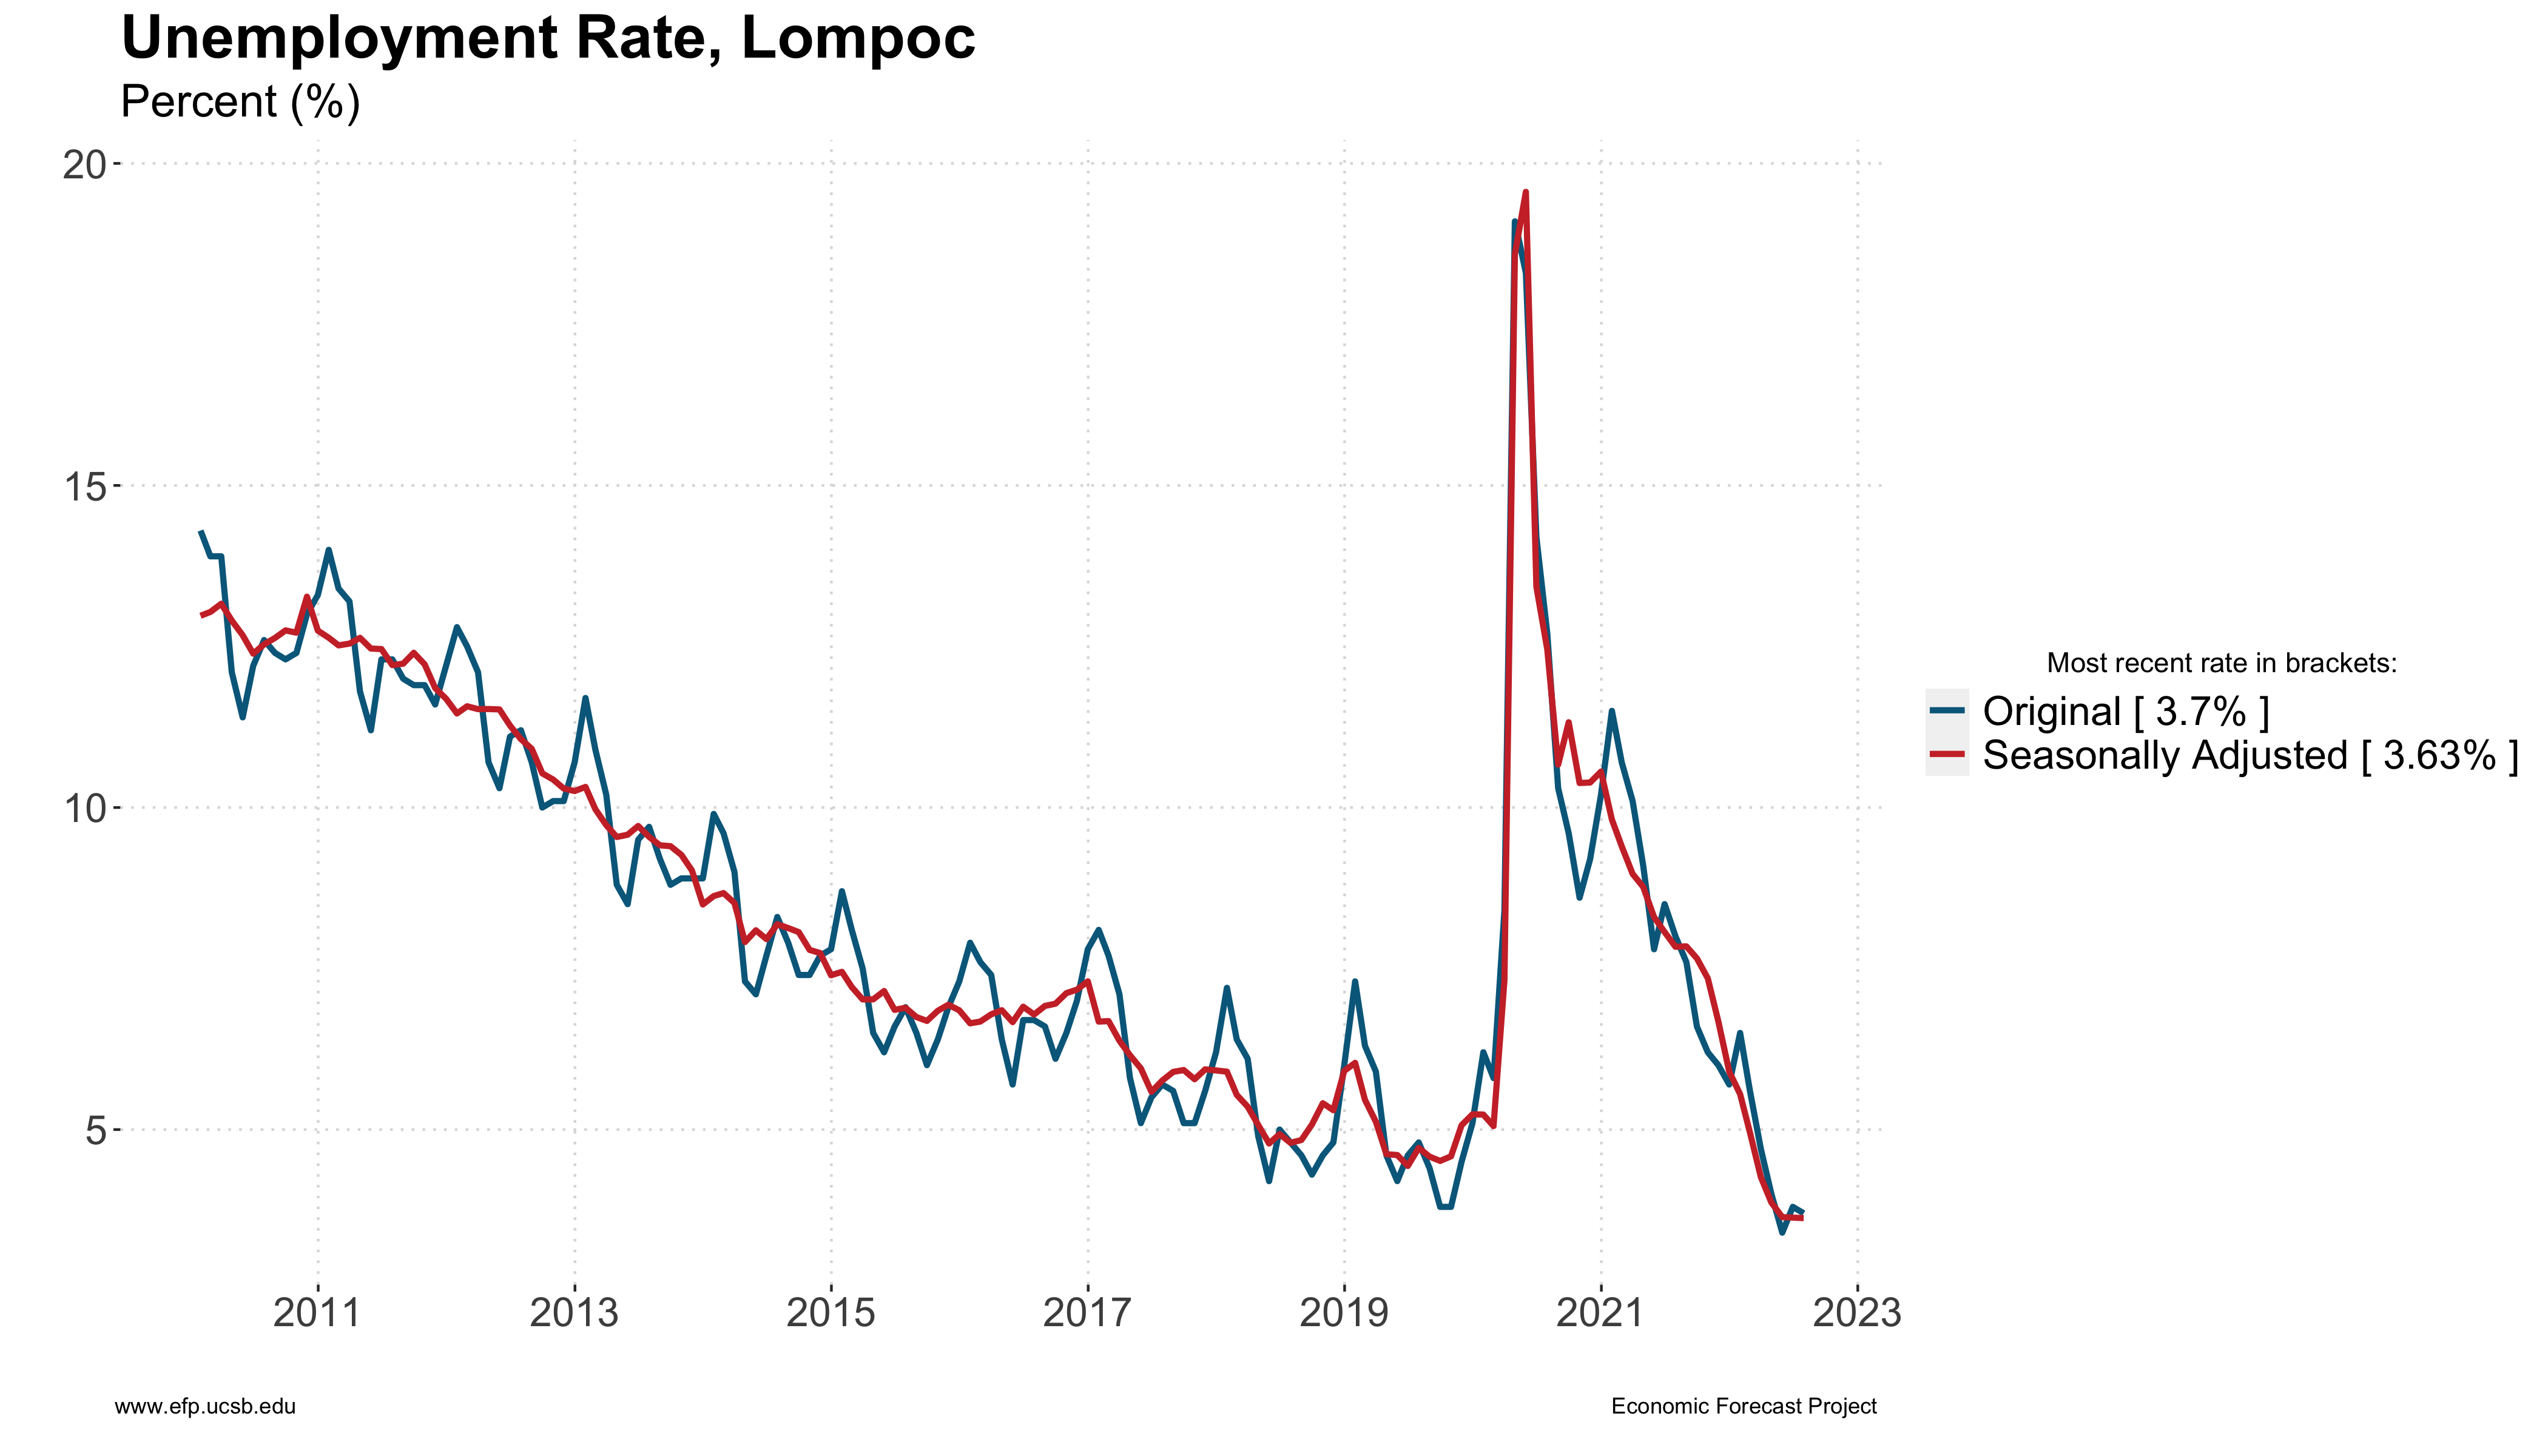 Unemployment Rate, Lompoc
Percent (%)
20
15
10
5
2011
2013
2015
2017
2019
2021
2023
Most recent rate in brackets:
Original [ 3.7% ]
Seasonally Adjusted [ 3.63% ]
www.efp.ucsb.edu
Economic Forecast Project